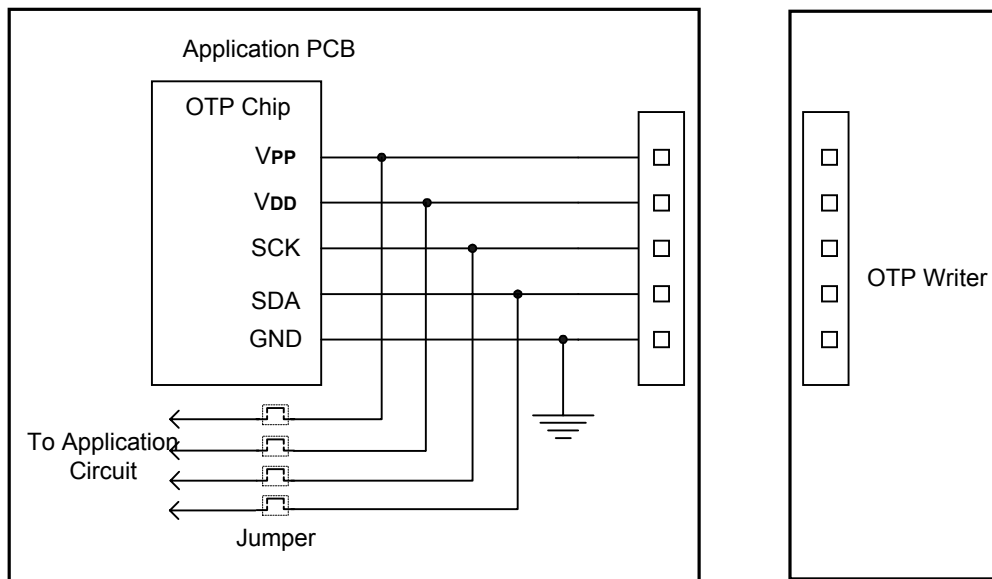 Application PCB
OTP Chip
VPP
VDD
SCK
SDA
GND
To Application
Circuit
Jumper
OTP Writer